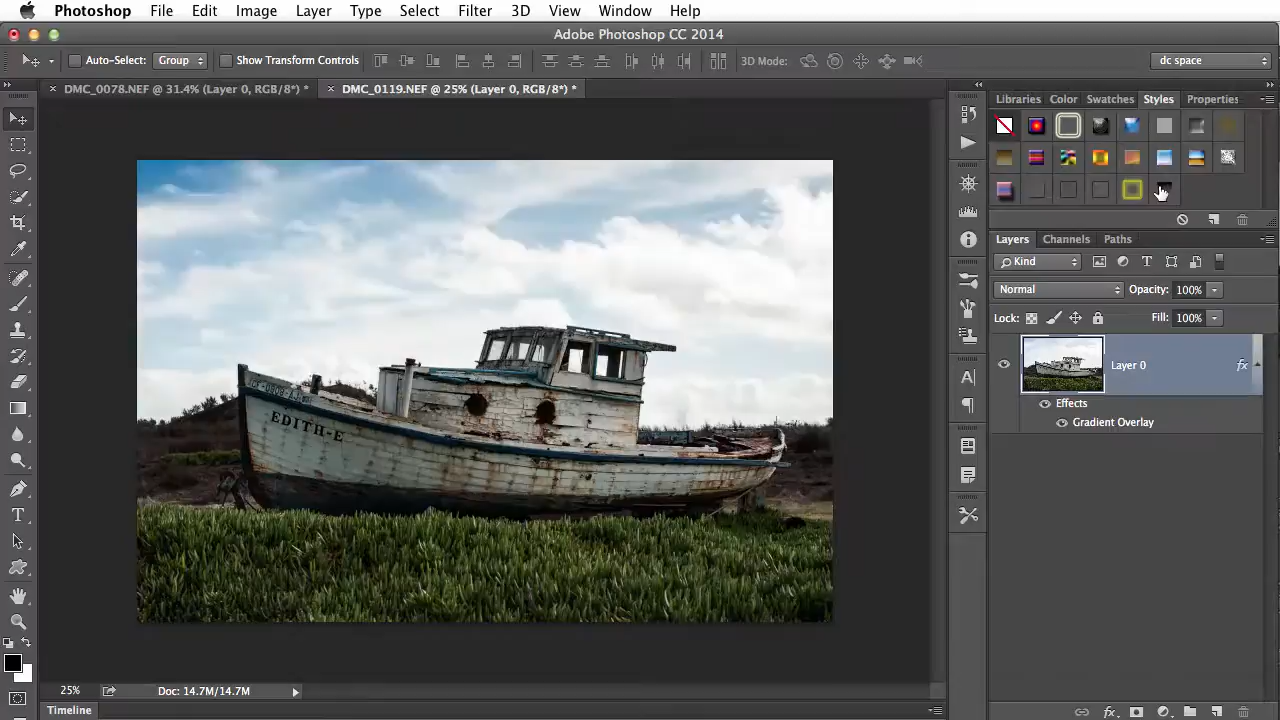 Photoshop File Edit Image Layer Type Select Filter 3D View Window Help
Adobe Photoshop CC 2014
Auto-Select: Group Show Transform Controls 3D Mode: dc space
DMC_0078.NEF @ 31.4% (Layer 0, RGB/8*) * DMC_0119.NEF @ 25% (Layer 0, RGB/8*) *
Libraries Color Swatches Styles Properties
Layers Channels Paths
Kind
Normal Opacity: 100%
Lock: Fill: 100%
Layer 0 fx
Effects
Gradient Overlay
EDITH-E
25% Doc: 14.7M/14.7M
Timeline fx